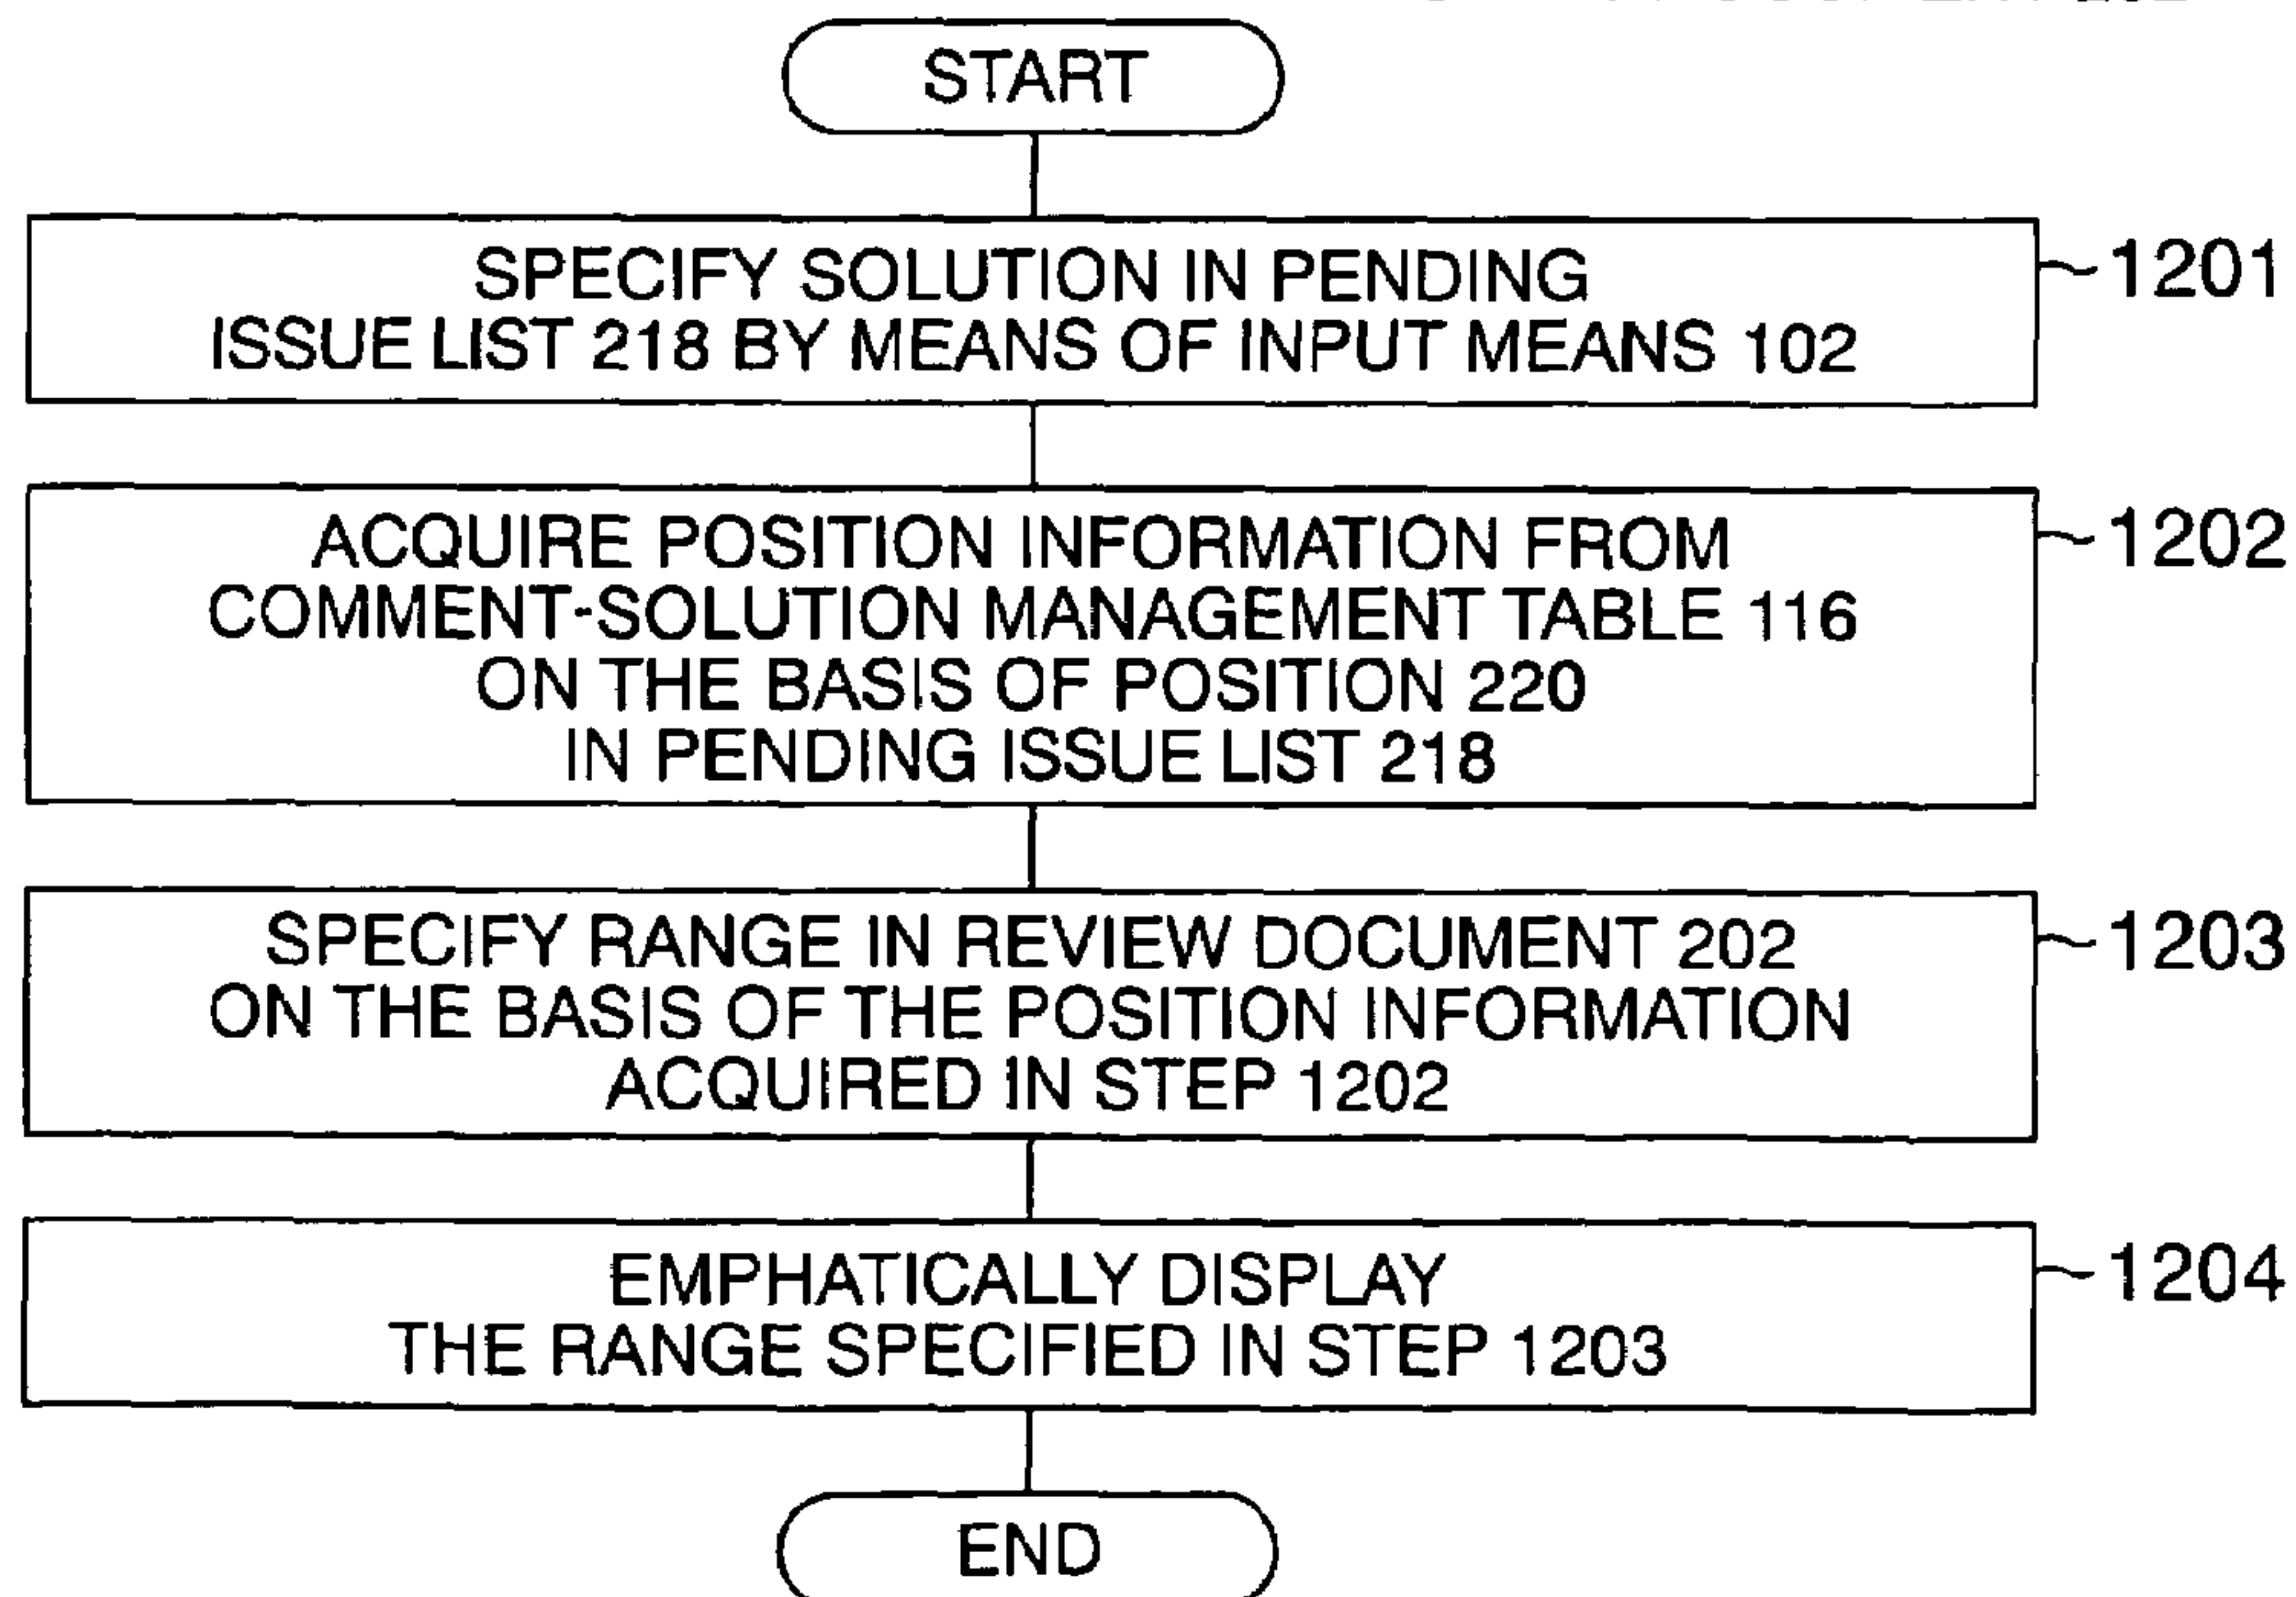 START
SPECIFY SOLUTION IN PENDING
ISSUE LIST 218 BY MEANS OF INPUT MEANS 102
1201
ACQUIRE POSITION INFORMATION FROM
COMMENT-SOLUTION MANAGEMENT TABLE 116
ON THE BASIS OF POSITION 220
IN PENDING ISSUE LIST 218
1202
SPECIFY RANGE IN REVIEW DOCUMENT 202
ON THE BASIS OF THE POSITION INFORMATION
ACQUIRED IN STEP 1202
1203
EMPHATICALLY DISPLAY
THE RANGE SPECIFIED IN STEP 1203
1204
END